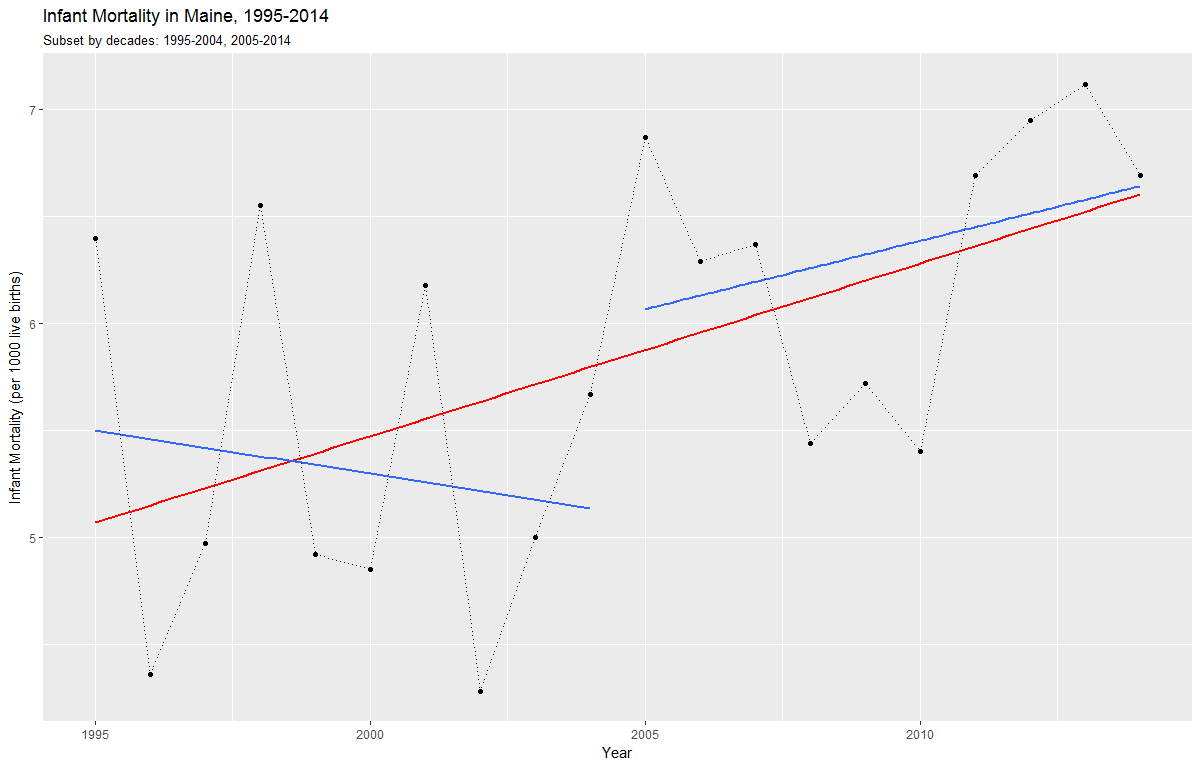 Infant Mortality in Maine, 1995-2014
Subset by decades: 1995-2004, 2005-2014
Infant Mortality (per 1000 live births)
7
6
5
1995
2000
2005
2010
Year